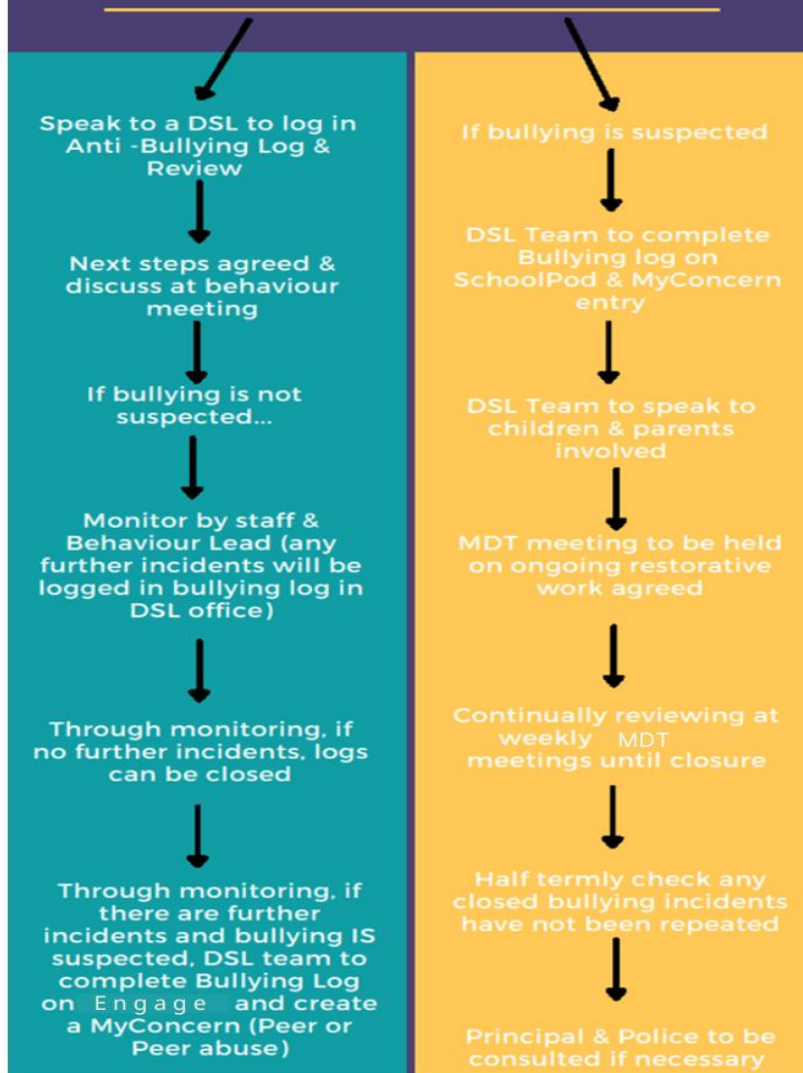 Speak to a DSL to log in
Anti -Bullying Log &
Review
Next steps agreed &
discuss at behaviour
meeting
If bullying is not
suspected...
Monitor by staff &
Behaviour Lead (any
further incidents will be
logged in bullying log in
DSL office)
Through monitoring, if
no further incidents, logs
can be closed
Through monitoring, if
there are further
incidents and bullying IS
suspected, DSL team to
complete Bullying Log
on Engage and create
a MyConcern (Peer or
Peer abuse)
If bullying is suspected
DSL Team to complete
Bullying log on
SchoolPod & MyConcern
entry
DSL Team to speak to
children & parents
involved
MDT meeting to be held
on ongoing restorative
work agreed
Continually reviewing at
weekly MDT
meetings until closure
Half termly check any
closed bullying incidents
have not been repeated
Principal & Police to be
consulted if necessary